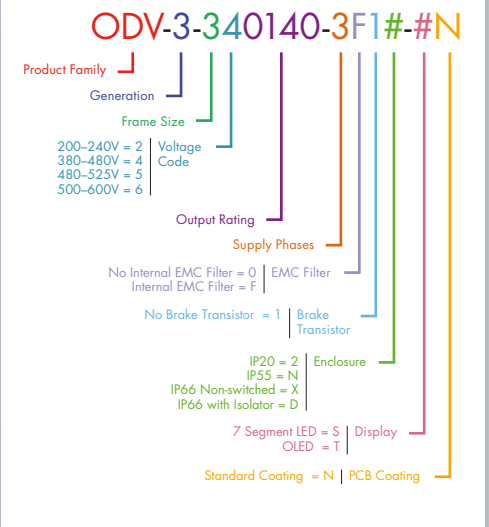 ODV-3-340140-3F1#-#N
Product Family
Generation
Frame Size
200–240V = 2 | Voltage
380–480V = 4 | Code
480–525V = 5
500–600V = 6
Output Rating
Supply Phases
No Internal EMC Filter = 0 | EMC Filter
Internal EMC Filter = F
No Brake Transistor = 1 | Brake
Transistor
IP20 = 2 | Enclosure
IP55 = N
IP66 Non-switched = X
IP66 with Isolator = D
7 Segment LED = S | Display
OLED = T
Standard Coating = N | PCB Coating